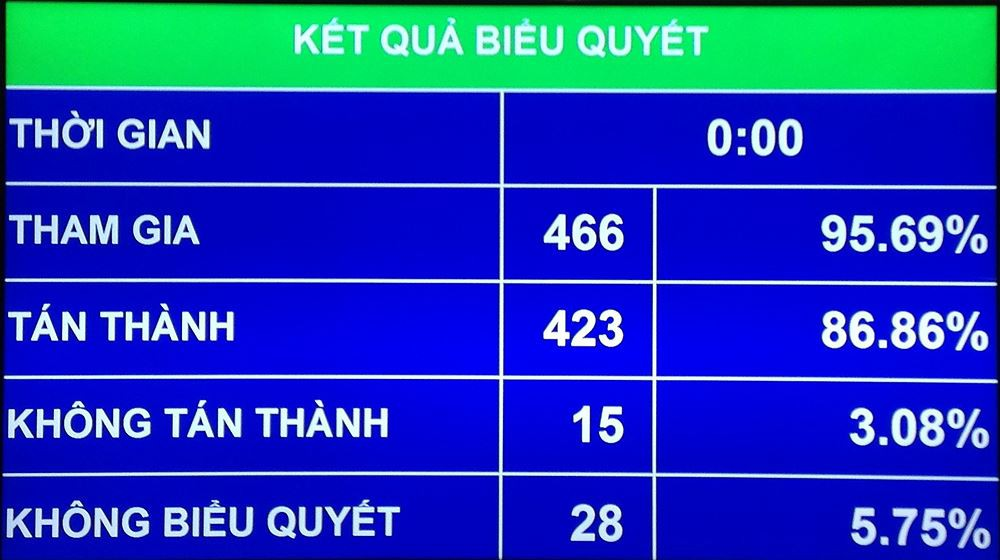 KẾT QUẢ BIỂU QUYẾT
THỜI GIAN 0:00
THAM GIA 466 95.69%
TÁN THÀNH 423 86.86%
KHÔNG TÁN THÀNH 15 3.08%
KHÔNG BIỂU QUYẾT 28 5.75%